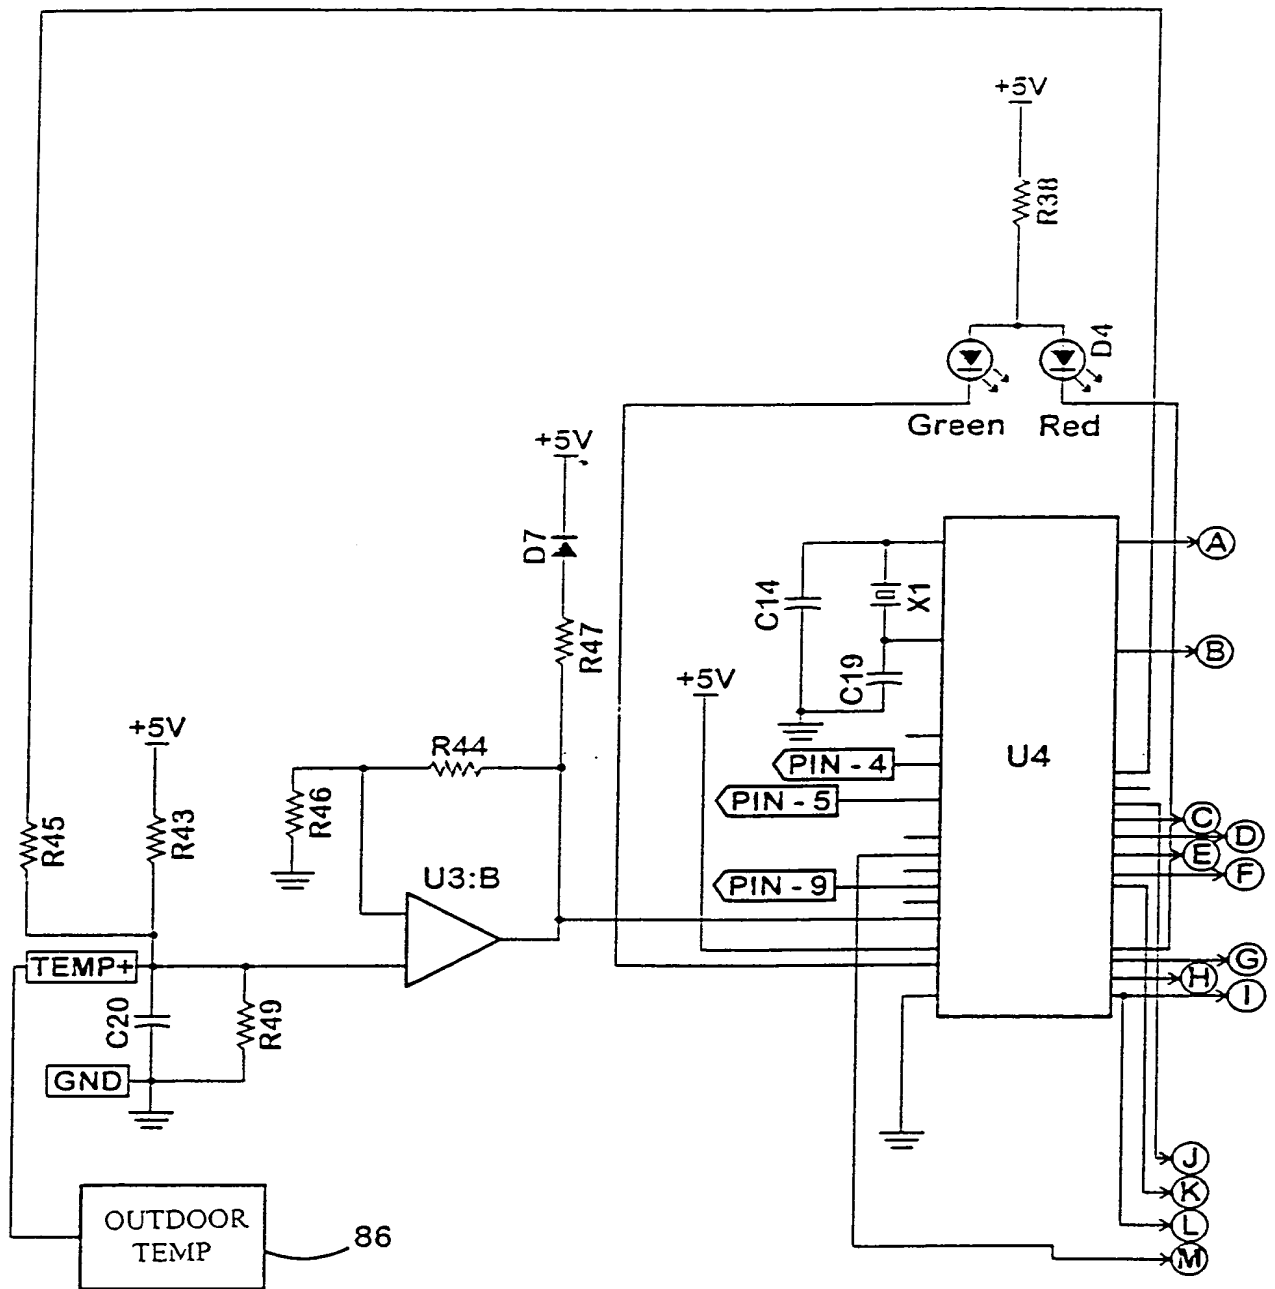 +5V
R38
D4
Green Red
+5V
D7
R47
C14
X1
A
B
C19
+5V
U4
PIN - 4
PIN - 5
PIN - 9
+5V
R44
R46
R45
R43
U3:B
C
D
E
F
G
H
I
TEMP+
C20
R49
GND
J
K
L
M
OUTDOOR
TEMP
86